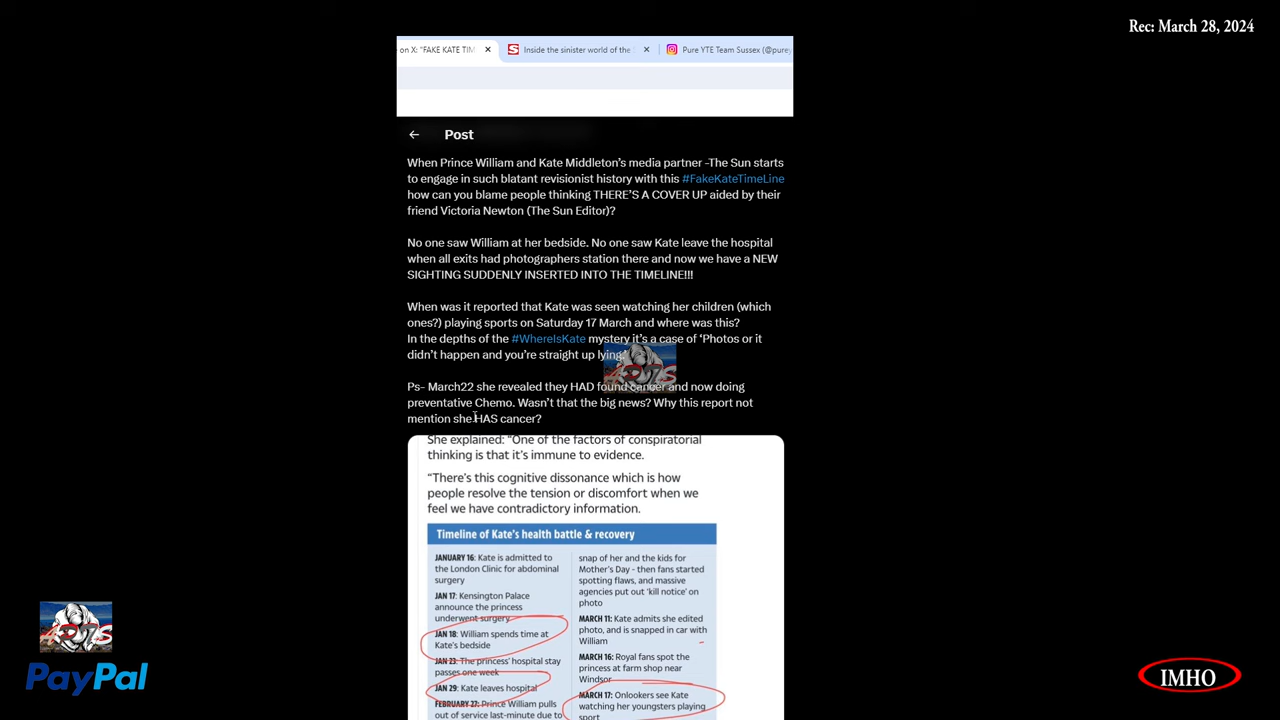 Rec: March 28, 2024
on X: "FAKE KATE TIM
Inside the sinister world of the
Pure YTE Team Sussex (@purey
Post
When Prince William and Kate Middleton's media partner -The Sun starts
to engage in such blatant revisionist history with this #FakeKateTimeLine
how can you blame people thinking THERE'S A COVER UP aided by their
friend Victoria Newton (The Sun Editor)?
No one saw William at her bedside. No one saw Kate leave the hospital
when all exits had photographers station there and now we have a NEW
SIGHTING SUDDENLY INSERTED INTO THE TIMELINE!!!
When was it reported that Kate was seen watching her children (which
ones?) playing sports on Saturday 17 March and where was this?
In the depths of the #WhereIsKate mystery it's a case of 'Photos or it
didn't happen and you're straight up lying.'
Ps- March22 she revealed they HAD found cancer and now doing
preventative Chemo. Wasn't that the big news? Why this report not
mention she HAS cancer?
She explained: "One of the factors of conspiratorial
thinking is that it's immune to evidence.
"There's this cognitive dissonance which is how
people resolve the tension or discomfort when we
feel we have contradictory information.
Timeline of Kate's health battle & recovery
JANUARY 16: Kate is admitted to
the London Clinic for abdominal
surgery
JAN 17: Kensington Palace
announce the princess
underwent surgery
JAN 18: William spends time at
Kate's bedside
JAN 23: The princess' hospital stay
passes one week
JAN 29: Kate leaves hospital
FEBRUARY 27: Prince William pulls
out of service last-minute due to
snap of her and the kids for
Mother's Day - then fans started
spotting flaws, and massive
agencies put out 'kill notice' on
photo
MARCH 11: Kate admits she edited
photo, and is snapped in car with
William
MARCH 16: Royal fans spot the
princess at farm shop near
Windsor
MARCH 17: Onlookers see Kate
watching her youngsters playing
sport
PayPal
IMHO